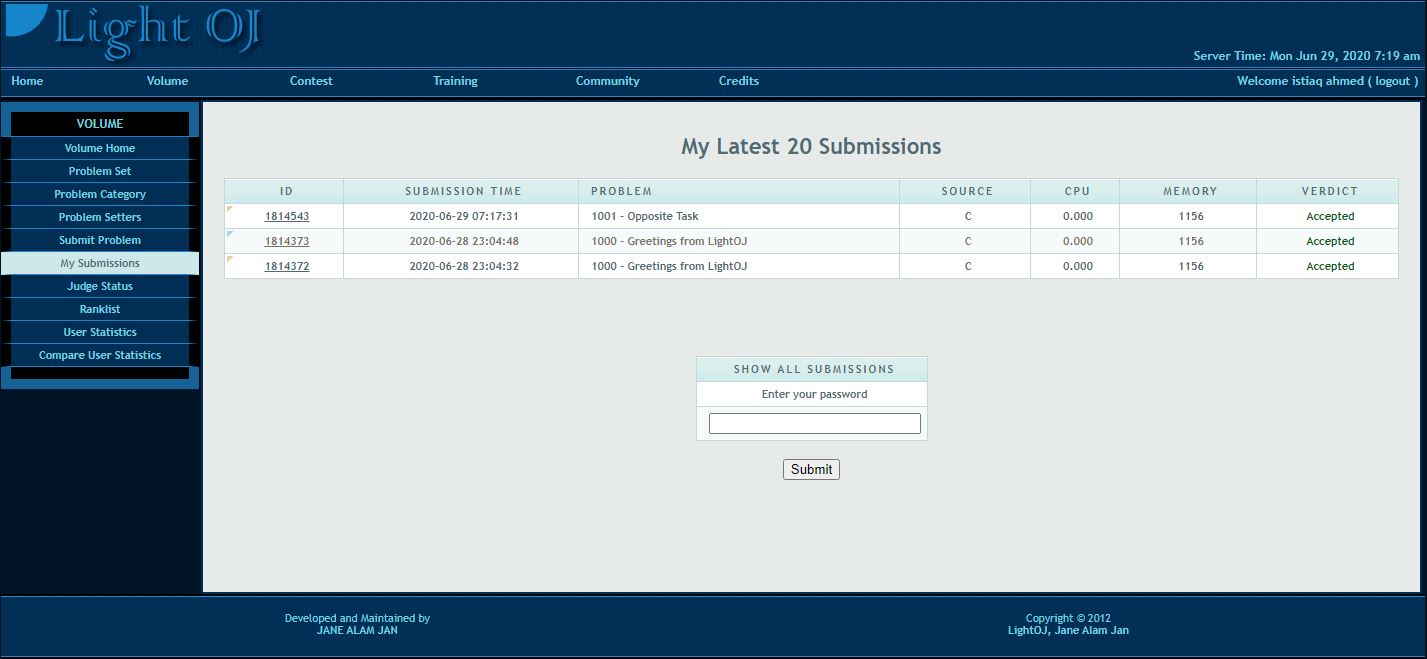 Light OJ
Server Time: Mon Jun 29, 2020 7:19 am
Home Volume Contest Training Community Credits Welcome istiaq ahmed ( logout )
VOLUME
Volume Home
Problem Set
Problem Category
Problem Setters
Submit Problem
My Submissions
Judge Status
Ranklist
User Statistics
Compare User Statistics
My Latest 20 Submissions
ID SUBMISSION TIME PROBLEM SOURCE CPU MEMORY VERDICT
1814543 2020-06-29 07:17:31 1001 - Opposite Task C 0.000 1156 Accepted
1814373 2020-06-28 23:04:48 1000 - Greetings from LightOJ C 0.000 1156 Accepted
1814372 2020-06-28 23:04:32 1000 - Greetings from LightOJ C 0.000 1156 Accepted
SHOW ALL SUBMISSIONS
Enter your password
Submit
Developed and Maintained by
JANE ALAM JAN
Copyright © 2012
LightOJ, Jane Alam Jan